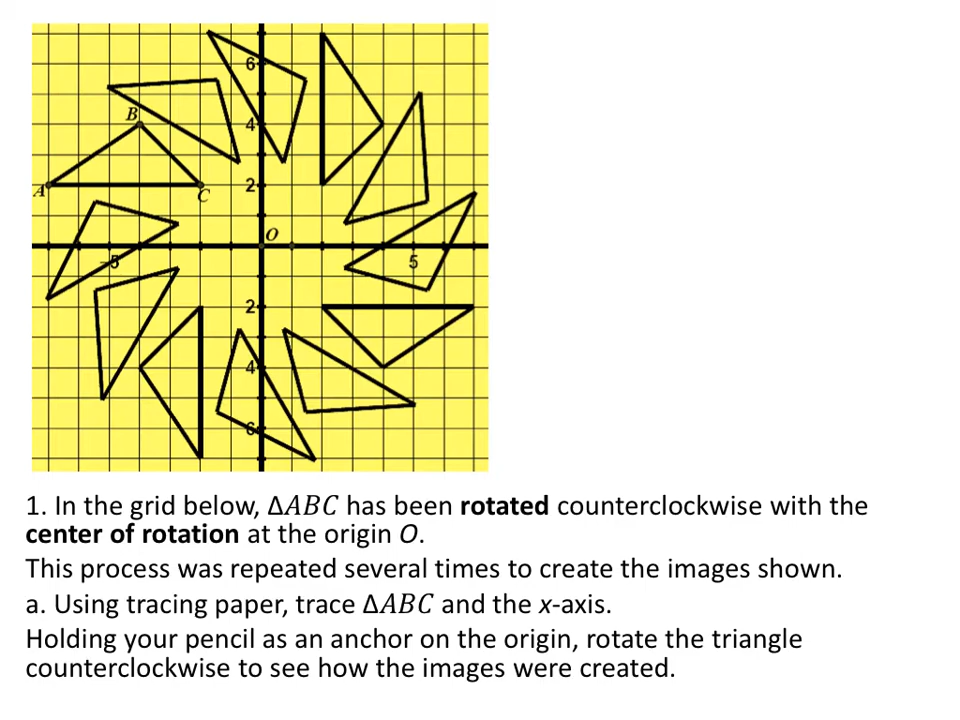 6
B
4
A
C
2
O
-5
5
2
4
6
1. In the grid below, ΔABC has been rotated counterclockwise with the
center of rotation at the origin O.
This process was repeated several times to create the images shown.
a. Using tracing paper, trace ΔABC and the x-axis.
Holding your pencil as an anchor on the origin, rotate the triangle
counterclockwise to see how the images were created.